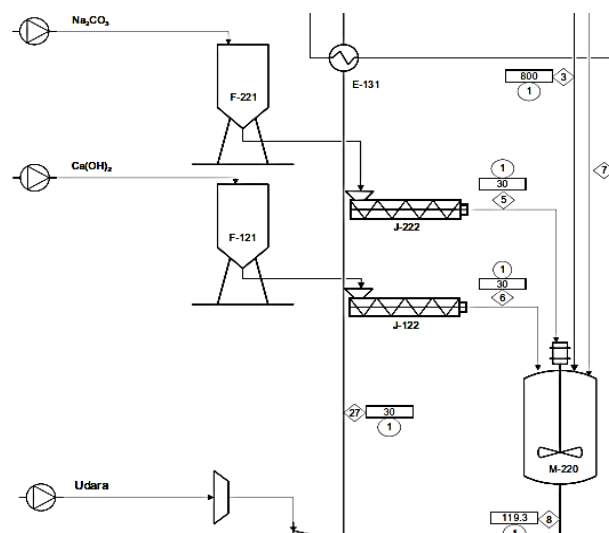 Na₂CO₃
E-131
800
3
1
F-221
7
Ca(OH)₂
1
30
5
J-222
F-121
1
30
6
J-122
27
30
1
M-220
Udara
119.3
8
1